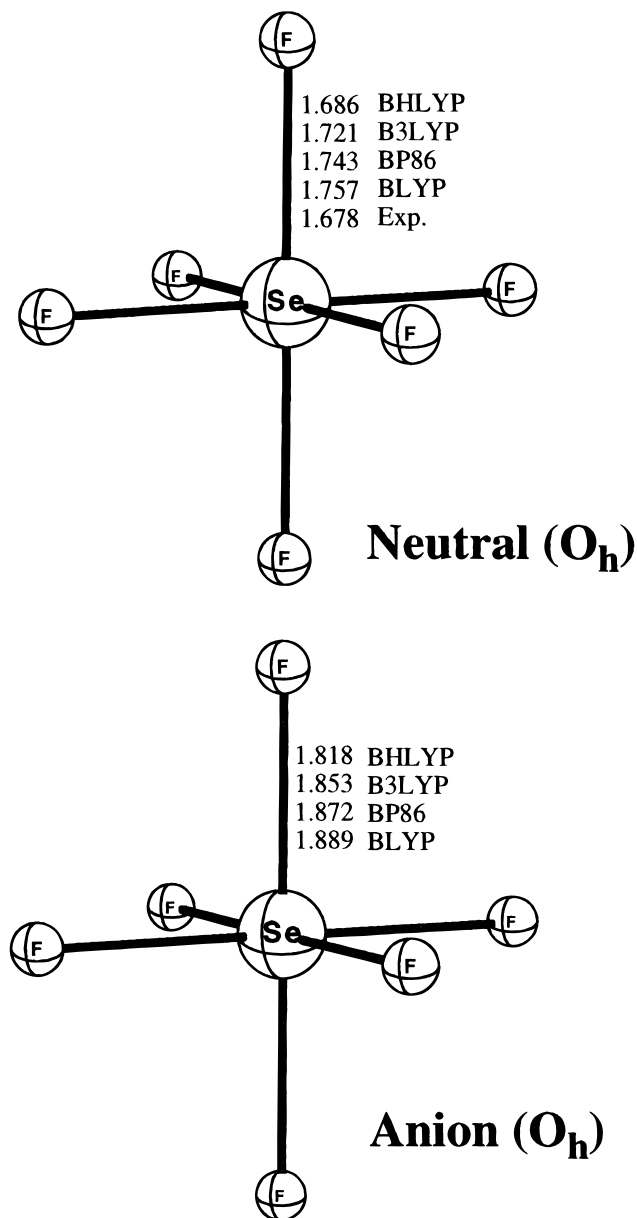 F
1.686 BHLYP
1.721 B3LYP
1.743 BP86
1.757 BLYP
1.678 Exp.
F
F
Se
F
F
F
Neutral (Oh)
F
1.818 BHLYP
1.853 B3LYP
1.872 BP86
1.889 BLYP
F
F
Se
F
F
F
Anion (Oh)